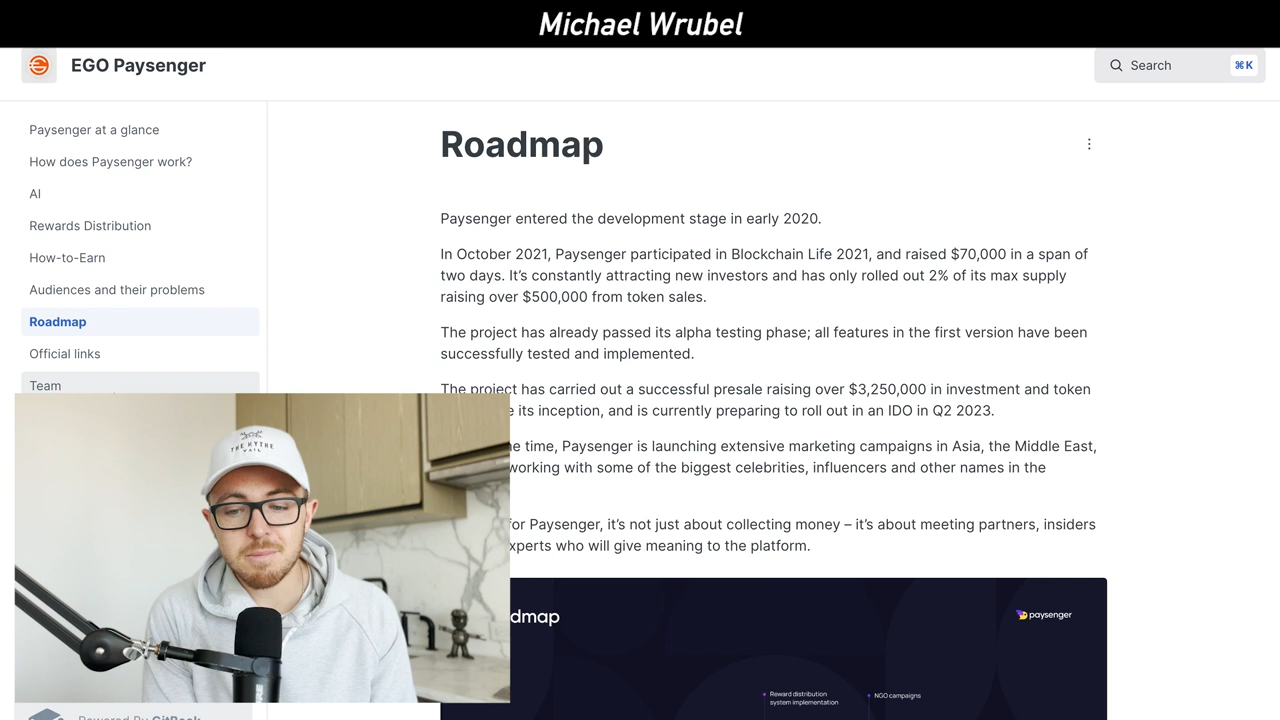 Michael Wrubel
EGO Paysenger
Search
⌘K
Paysenger at a glance
How does Paysenger work?
AI
Rewards Distribution
How-to-Earn
Audiences and their problems
Roadmap
Official links
Team
Roadmap
Paysenger entered the development stage in early 2020.
In October 2021, Paysenger participated in Blockchain Life 2021, and raised $70,000 in a span of
two days. It’s constantly attracting new investors and has only rolled out 2% of its max supply
raising over $500,000 from token sales.
The project has already passed its alpha testing phase; all features in the first version have been
successfully tested and implemented.
The project has carried out a successful presale raising over $3,250,000 in investment and token
its inception, and is currently preparing to roll out in an IDO in Q2 2023.
time, Paysenger is launching extensive marketing campaigns in Asia, the Middle East,
working with some of the biggest celebrities, influencers and other names in the
for Paysenger, it’s not just about collecting money – it’s about meeting partners, insiders
experts who will give meaning to the platform.
dmap
paysenger
Reward distribution
system implementation
NGO campaigns
THE HYTHE
VAIL
Powered By GitBook